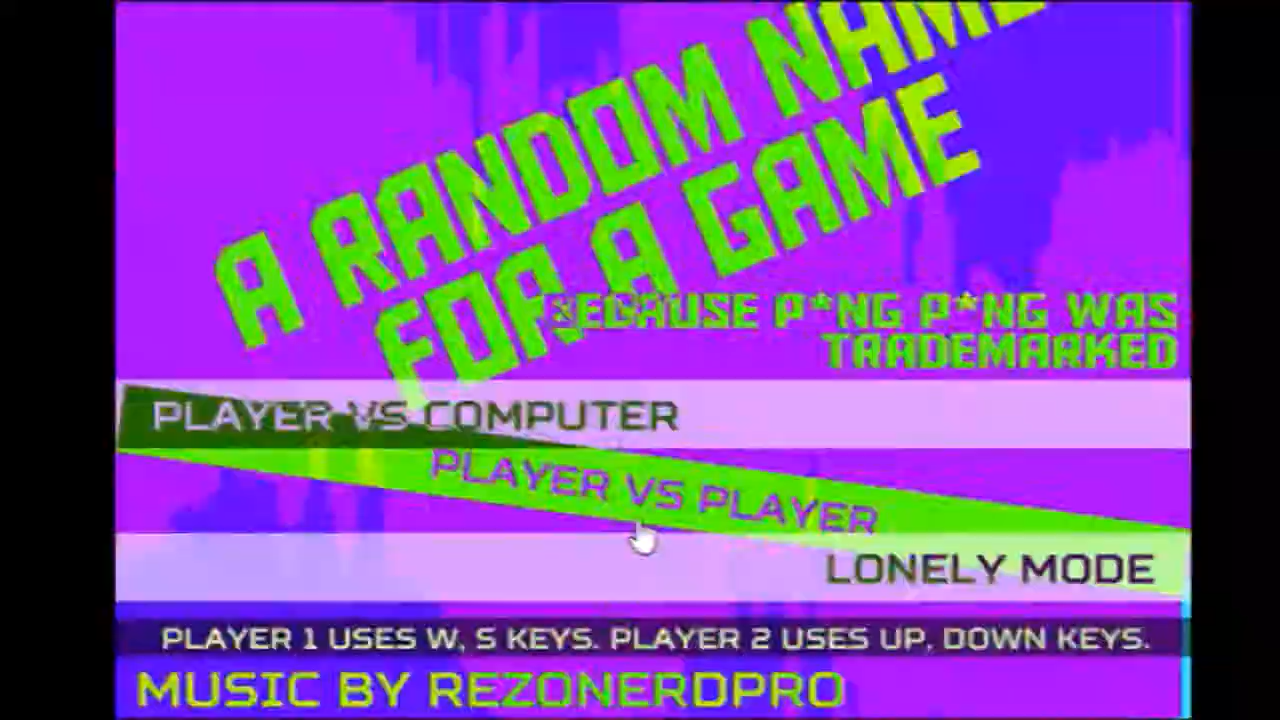 A RANDOM NAME
FOR A GAME
BECAUSE P*NG P*NG WAS
TRADEMARKED
PLAYER VS COMPUTER
PLAYER VS PLAYER
LONELY MODE
PLAYER 1 USES W, S KEYS. PLAYER 2 USES UP, DOWN KEYS.
MUSIC BY REZONERDPRO